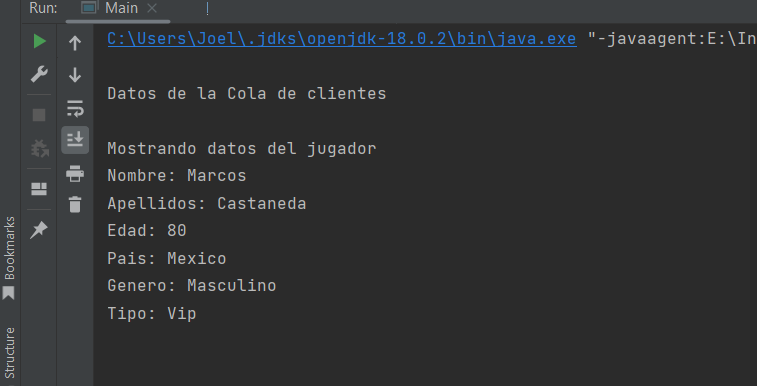 Run:
Main
C:\Users\Joel\.jdks\openjdk-18.0.2\bin\java.exe "-javaagent:E:\In
Datos de la Cola de clientes
Mostrando datos del jugador
Nombre: Marcos
Apellidos: Castaneda
Edad: 80
Pais: Mexico
Genero: Masculino
Tipo: Vip
Bookmarks
Structure